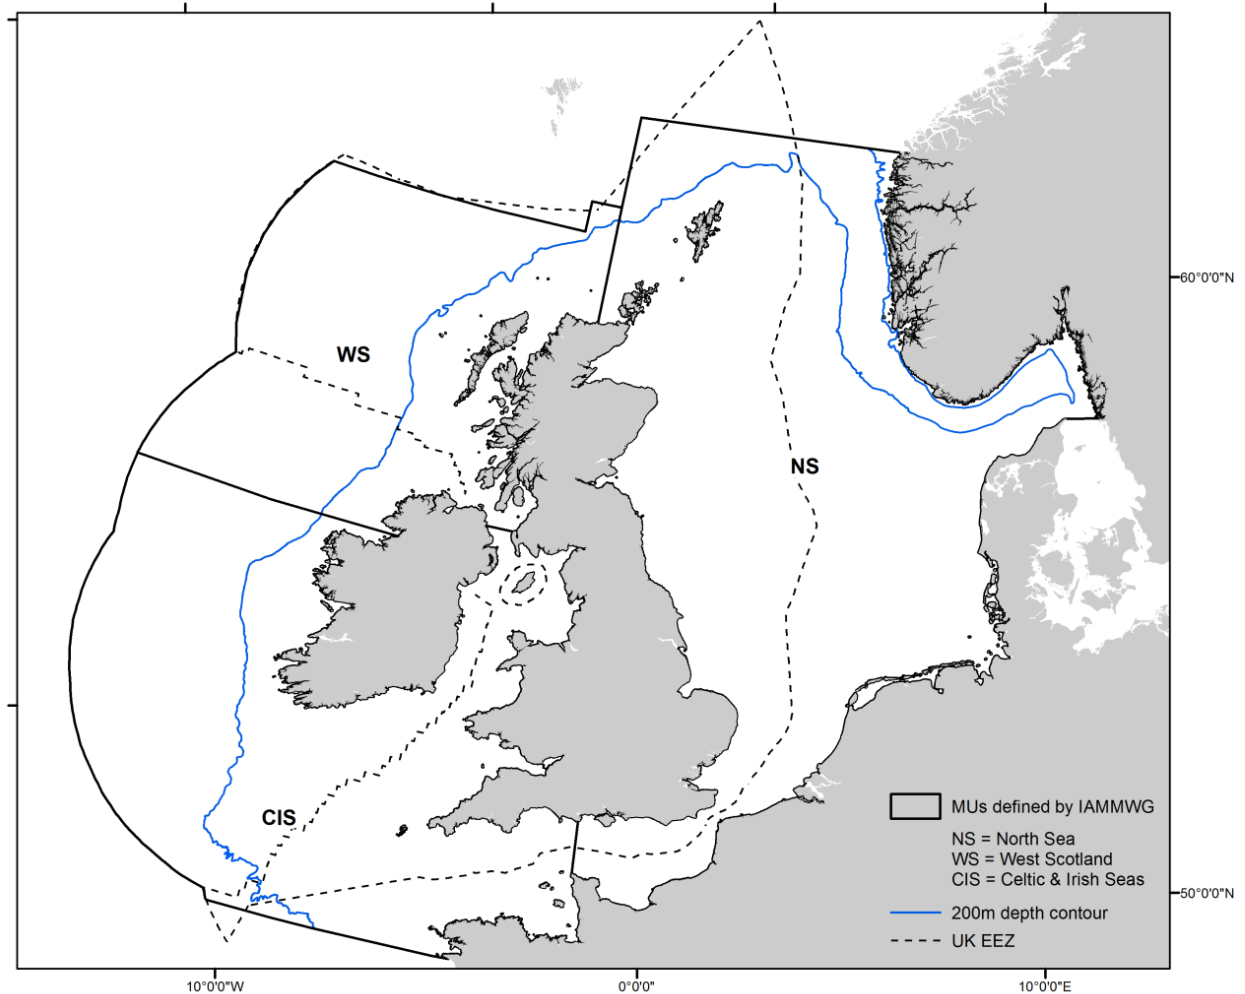 60°0'0"N
WS
NS
CIS
MUs defined by IAMMWG
NS = North Sea
WS = West Scotland
CIS = Celtic & Irish Seas
50°0'0"N
200m depth contour
UK EEZ
10°0'0"W
0°0'0"
10°0'0"E